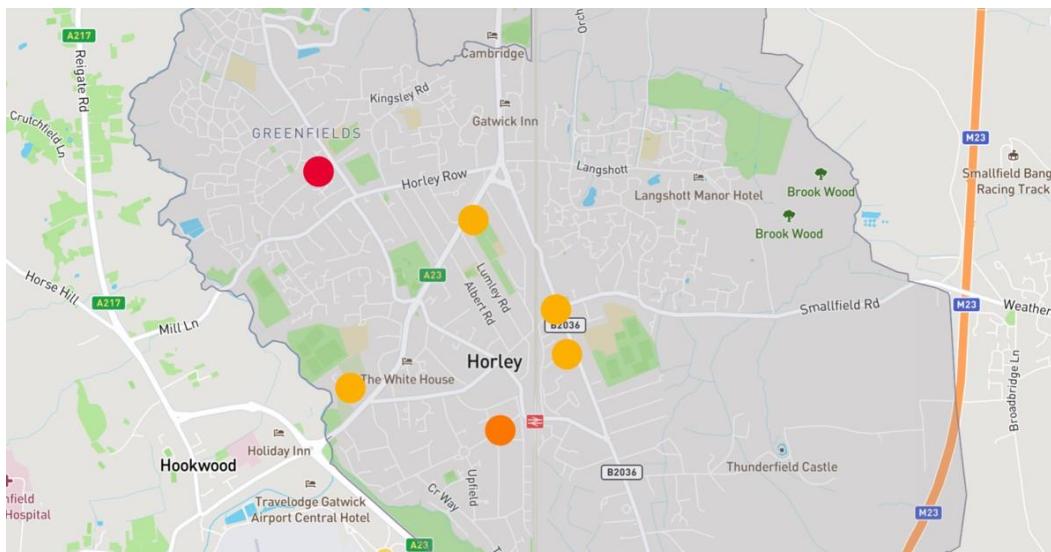 A217
Reigate Rd
Crutchfield Ln
Cambridge
Orch
Kingsley Rd
Gatwick Inn
GREENFIELDS
M23
Smallfield Bang
Racing Track
Langshott
Horley Row
Langshott Manor Hotel
Brook Wood
Brook Wood
A23
Lumley Rd
Albert Rd
Horse Hill
A217
Mill Ln
Smallfield Rd
M23
Weather
B2036
Horley
The White House
Broadbridge Ln
Holiday Inn
Hookwood
Thunderfield Castle
B2036
Upfield
Cr Way
nfield
Hospital
Travelodge Gatwick
Airport Central Hotel
M23
A23